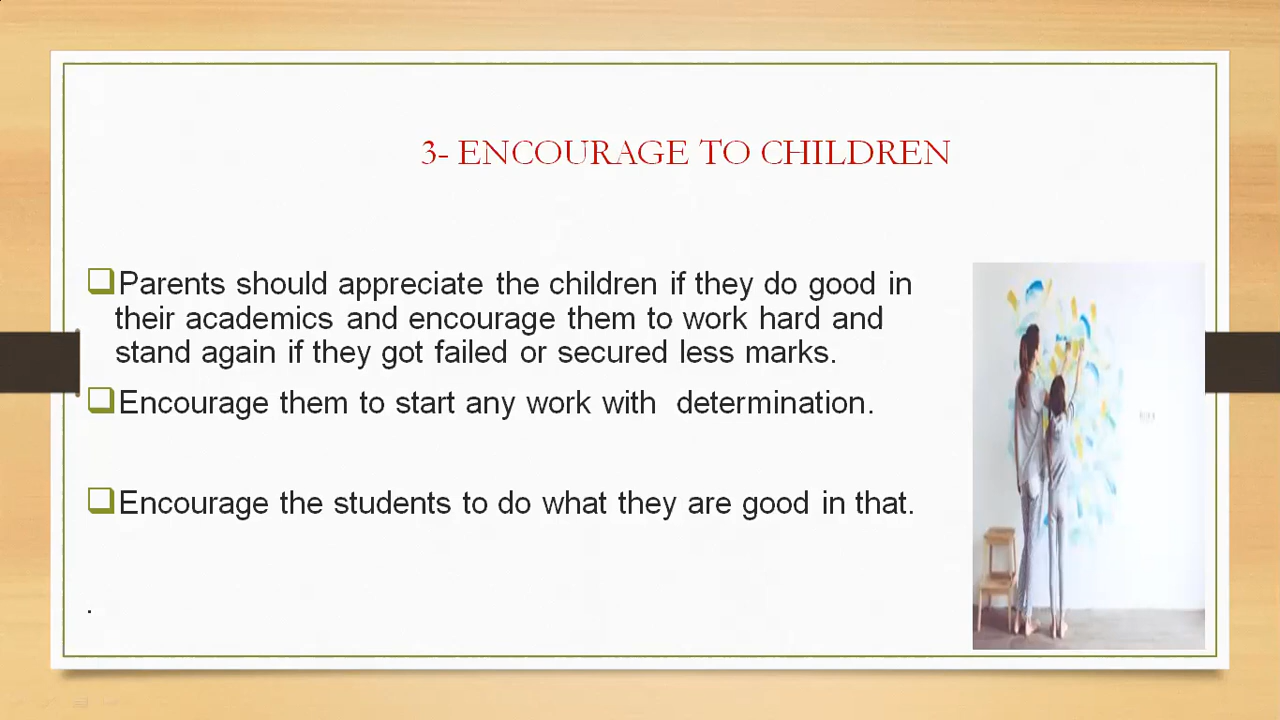 3- ENCOURAGE TO CHILDREN
Parents should appreciate the children if they do good in
their academics and encourage them to work hard and
stand again if they got failed or secured less marks.
Encourage them to start any work with  determination.
Encourage the students to do what they are good in that.
.